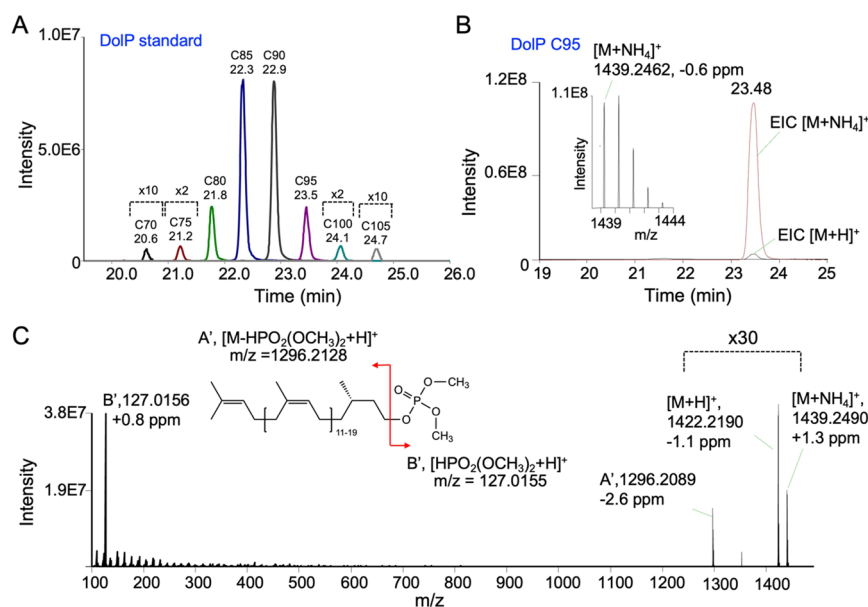 A
DolP standard
1.0E7
5.0E6
0
Intensity
C85
22.3
C90
22.9
x10
x2
C80
21.8
C95
23.5
x2
x10
C70
20.6
C75
21.2
C100
24.1
C105
24.7
20.0 21.0 22.0 23.0 24.0 25.0 26.0
Time (min)
B
DolP C95
[M+NH₄]⁺
1439.2462, -0.6 ppm
1.2E8
0.6E8
0
Intensity
1.1E8
Intensity
1439 1444
m/z
23.48
EIC [M+NH₄]⁺
EIC [M+H]⁺
19 20 21 22 23 24 25
Time (min)
C
A', [M-HPO₂(OCH₃)₂+H]⁺
m/z =1296.2128
B',127.0156
+0.8 ppm
11-19
O
P
O
O
O
CH₃
CH₃
B', [HPO₂(OCH₃)₂+H]⁺
m/z = 127.0155
x30
[M+H]⁺,
1422.2190
-1.1 ppm
[M+NH₄]⁺,
1439.2490
+1.3 ppm
A',1296.2089
-2.6 ppm
3.8E7
1.9E7
Intensity
100 200 300 400 500 600 700 800 900 1000 1100 1200 1300 1400
m/z